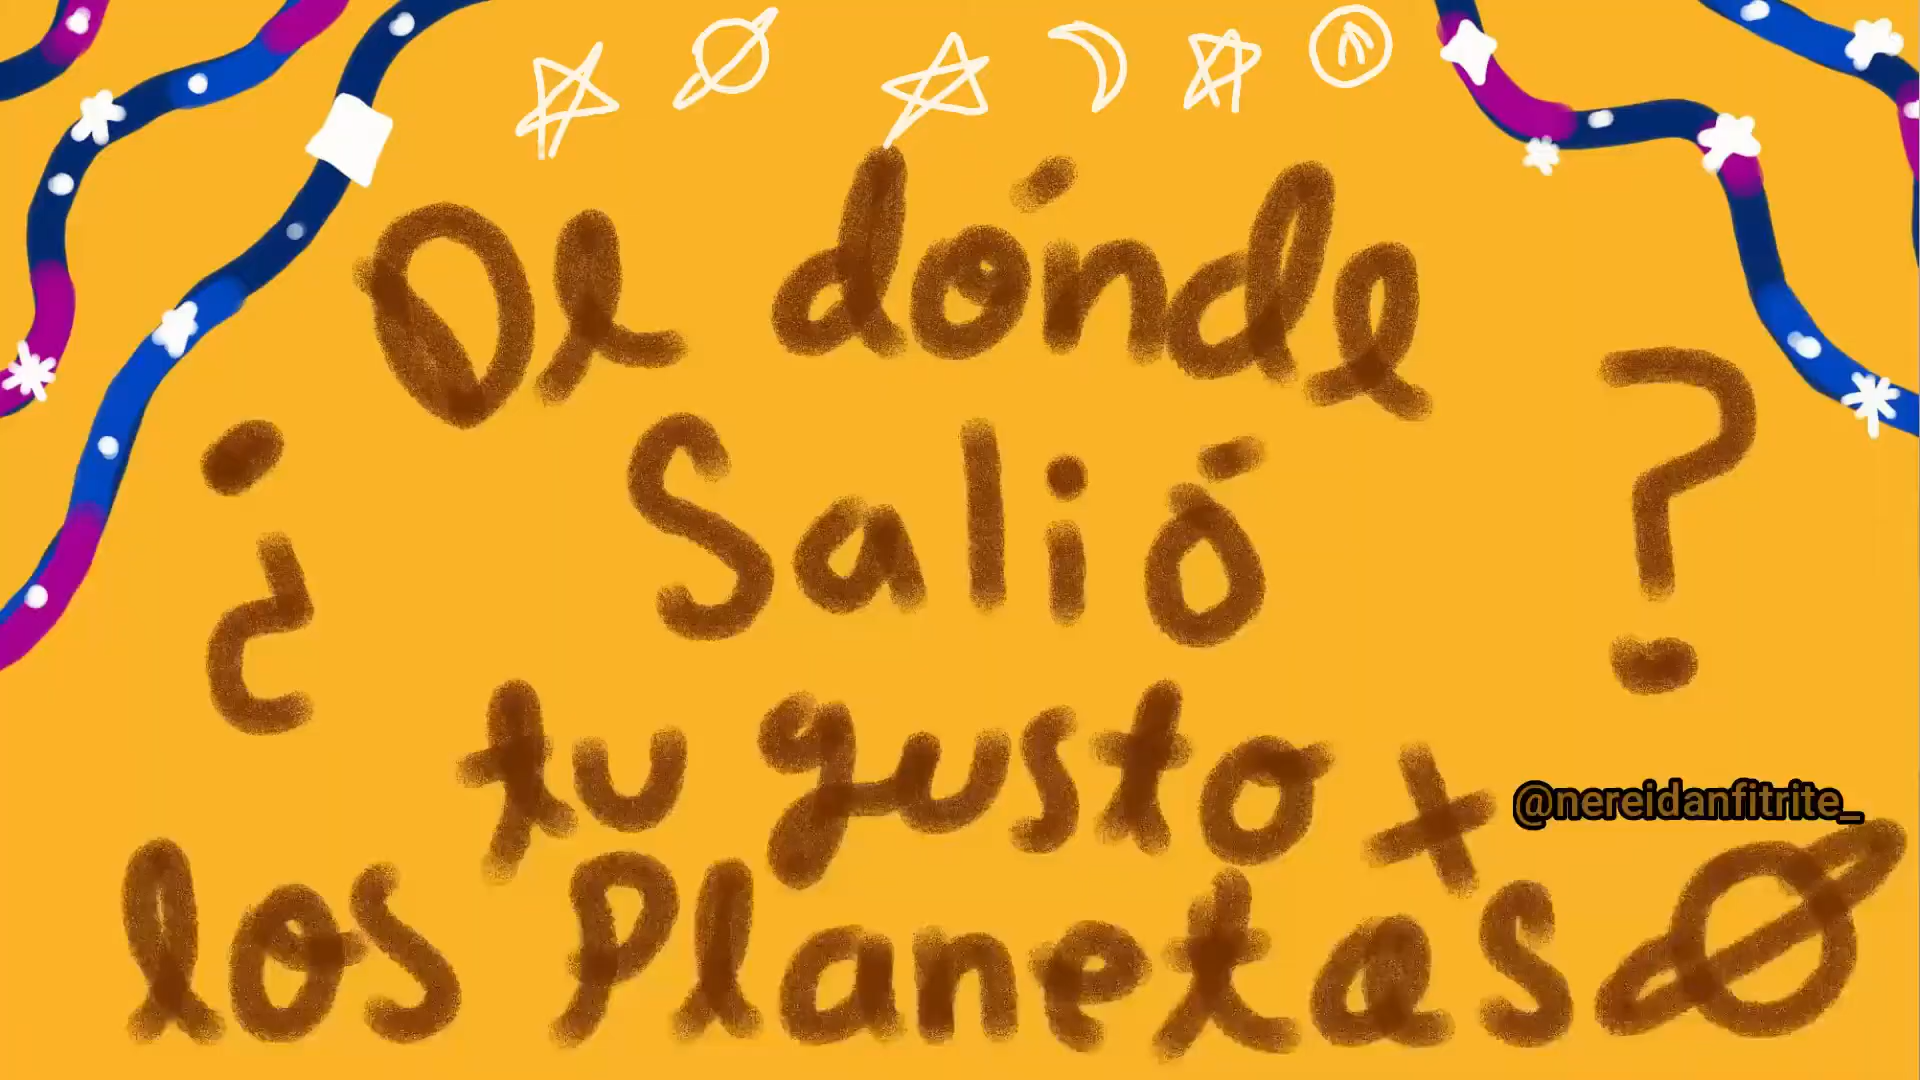 ¿De dónde
Salió
tu gusto x
los Planetas?
@nereidanfitrite_